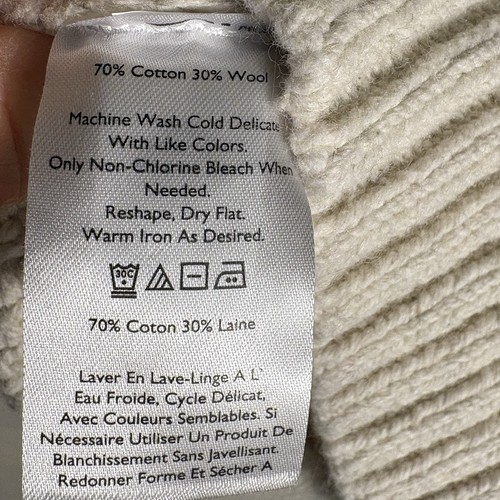 70% Cotton 30% Wool
Machine Wash Cold Delicate
With Like Colors.
Only Non-Chlorine Bleach When
Needed.
Reshape, Dry Flat.
Warm Iron As Desired.
30C
70% Coton 30% Laine
Laver En Lave-Linge A L'
Eau Froide, Cycle Délicat,
Avec Couleurs Semblables. Si
Nécessaire Utiliser Un Produit De
Blanchissement Sans Javellisant.
Redonner Forme Et Sécher A